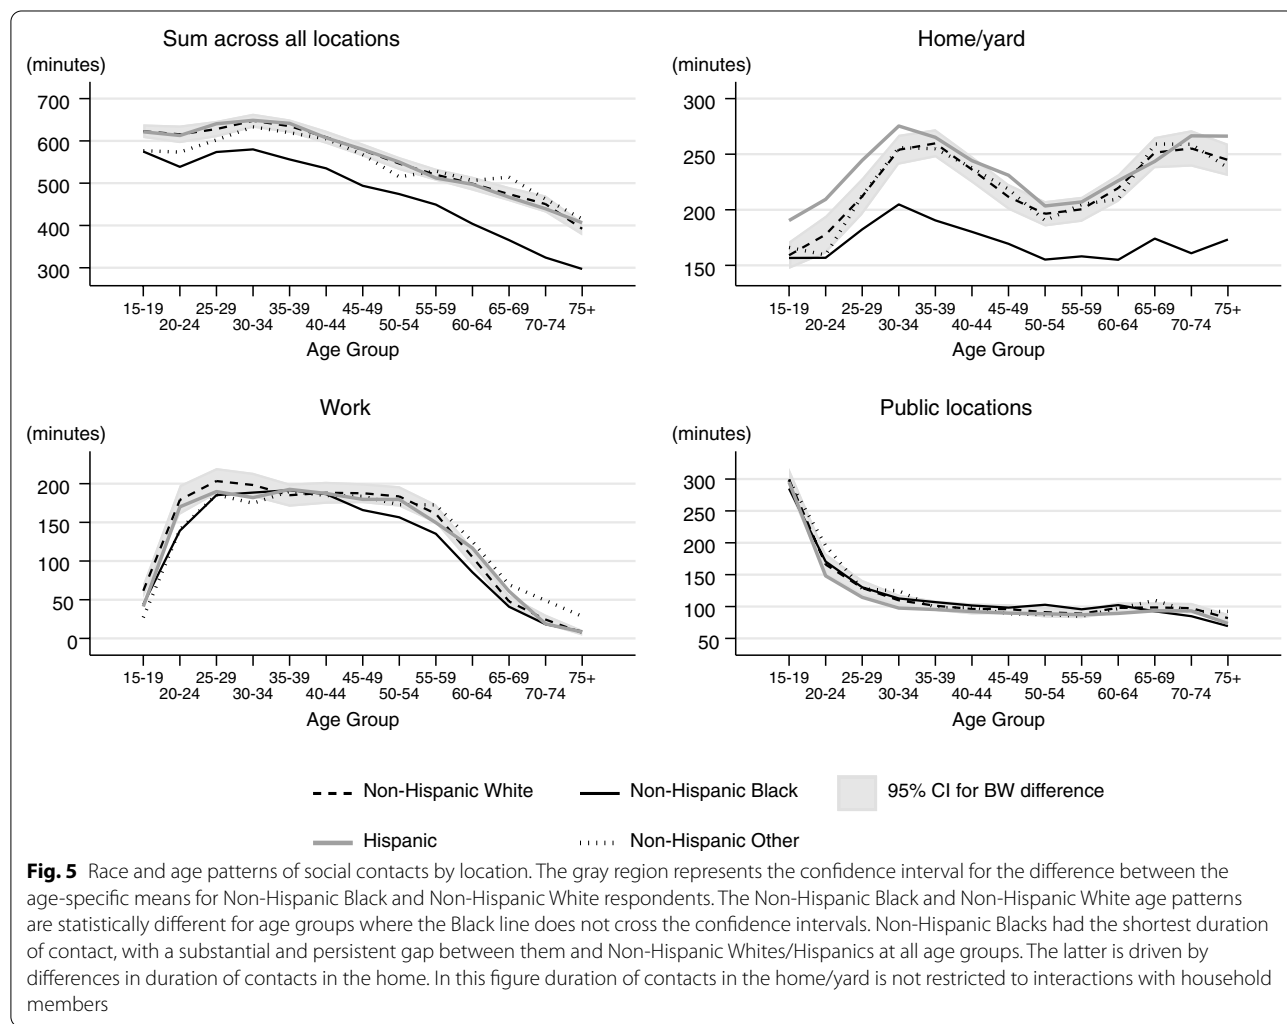 Sum across all locations
(minutes)
700
600
500
400
300
15-19 25-29 35-39 45-49 55-59 65-69 75+
20-24 30-34 40-44 50-54 60-64 70-74
Age Group
Home/yard
(minutes)
300
250
200
150
15-19 25-29 35-39 45-49 55-59 65-69 75+
20-24 30-34 40-44 50-54 60-64 70-74
Age Group
Work
(minutes)
200
150
100
50
0
15-19 25-29 35-39 45-49 55-59 65-69 75+
20-24 30-34 40-44 50-54 60-64 70-74
Age Group
Public locations
(minutes)
300
250
200
150
100
50
15-19 25-29 35-39 45-49 55-59 65-69 75+
20-24 30-34 40-44 50-54 60-64 70-74
Age Group
Non-Hispanic White Non-Hispanic Black 95% CI for BW difference
Hispanic Non-Hispanic Other
Fig. 5 Race and age patterns of social contacts by location. The gray region represents the confidence interval for the difference between the
age-specific means for Non-Hispanic Black and Non-Hispanic White respondents. The Non-Hispanic Black and Non-Hispanic White age patterns
are statistically different for age groups where the Black line does not cross the confidence intervals. Non-Hispanic Blacks had the shortest duration
of contact, with a substantial and persistent gap between them and Non-Hispanic Whites/Hispanics at all age groups. The latter is driven by
differences in duration of contacts in the home. In this figure duration of contacts in the home/yard is not restricted to interactions with household
members